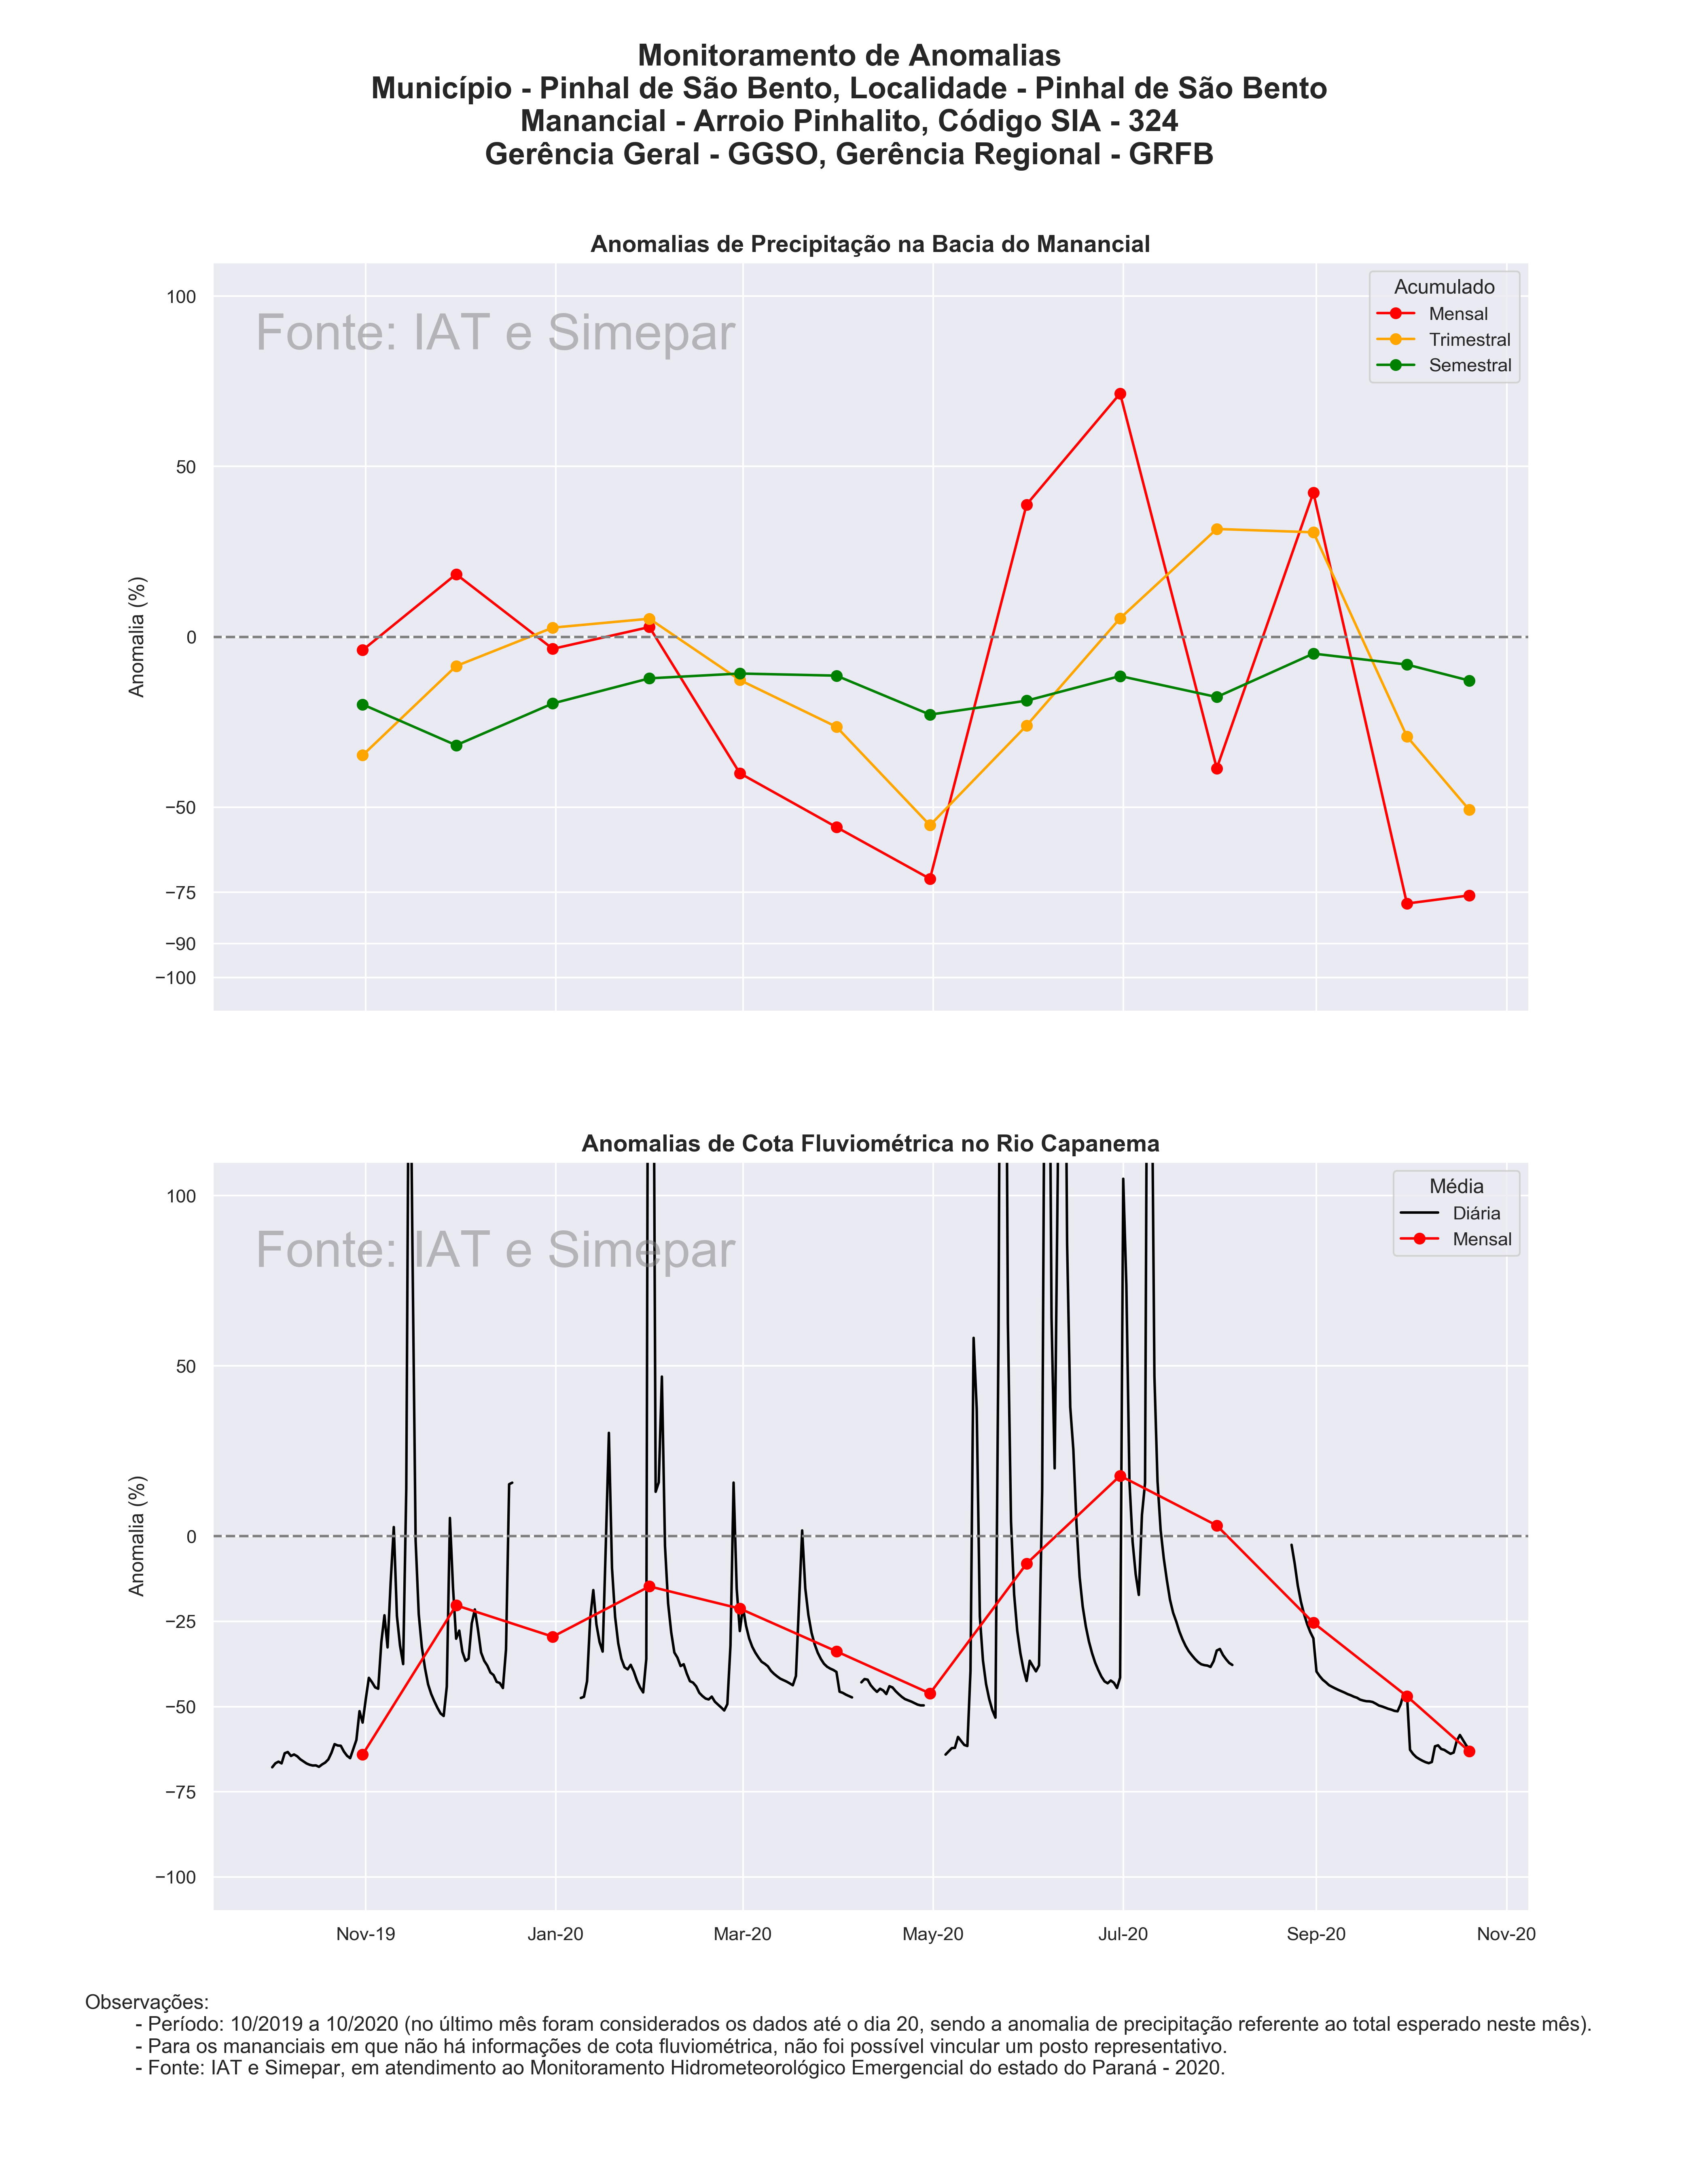 Monitoramento de Anomalias
Município - Pinhal de São Bento, Localidade - Pinhal de São Bento
Manancial - Arroio Pinhalito, Código SIA - 324
Gerência Geral - GGSO, Gerência Regional - GRFB
Anomalias de Precipitação na Bacia do Manancial
Fonte: IAT e Simepar
Acumulado
Mensal
Trimestral
Semestral
Anomalia (%)
100
50
0
−50
−75
−90
−100
Anomalias de Cota Fluviométrica no Rio Capanema
Fonte: IAT e Simepar
Média
Diária
Mensal
Anomalia (%)
100
50
0
−25
−50
−75
−100
Nov-19 Jan-20 Mar-20 May-20 Jul-20 Sep-20 Nov-20
Observações:
- Período: 10/2019 a 10/2020 (no último mês foram considerados os dados até o dia 20, sendo a anomalia de precipitação referente ao total esperado neste mês).
- Para os mananciais em que não há informações de cota fluviométrica, não foi possível vincular um posto representativo.
- Fonte: IAT e Simepar, em atendimento ao Monitoramento Hidrometeorológico Emergencial do estado do Paraná - 2020.